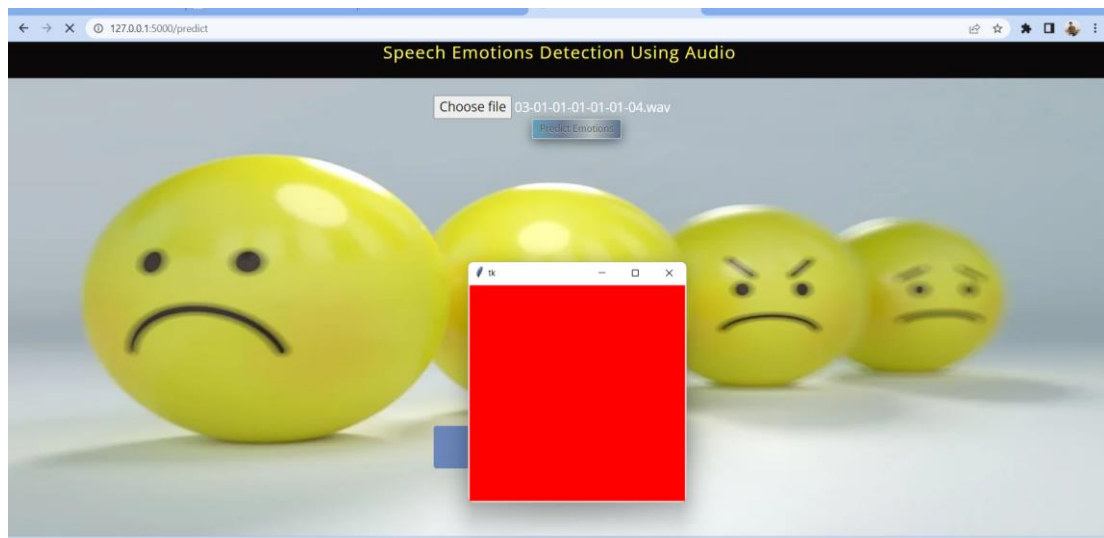 127.0.0.1:5000/predict
Speech Emotions Detection Using Audio
Choose file 03-01-01-01-01-01-04.wav
Predict Emotions
tk